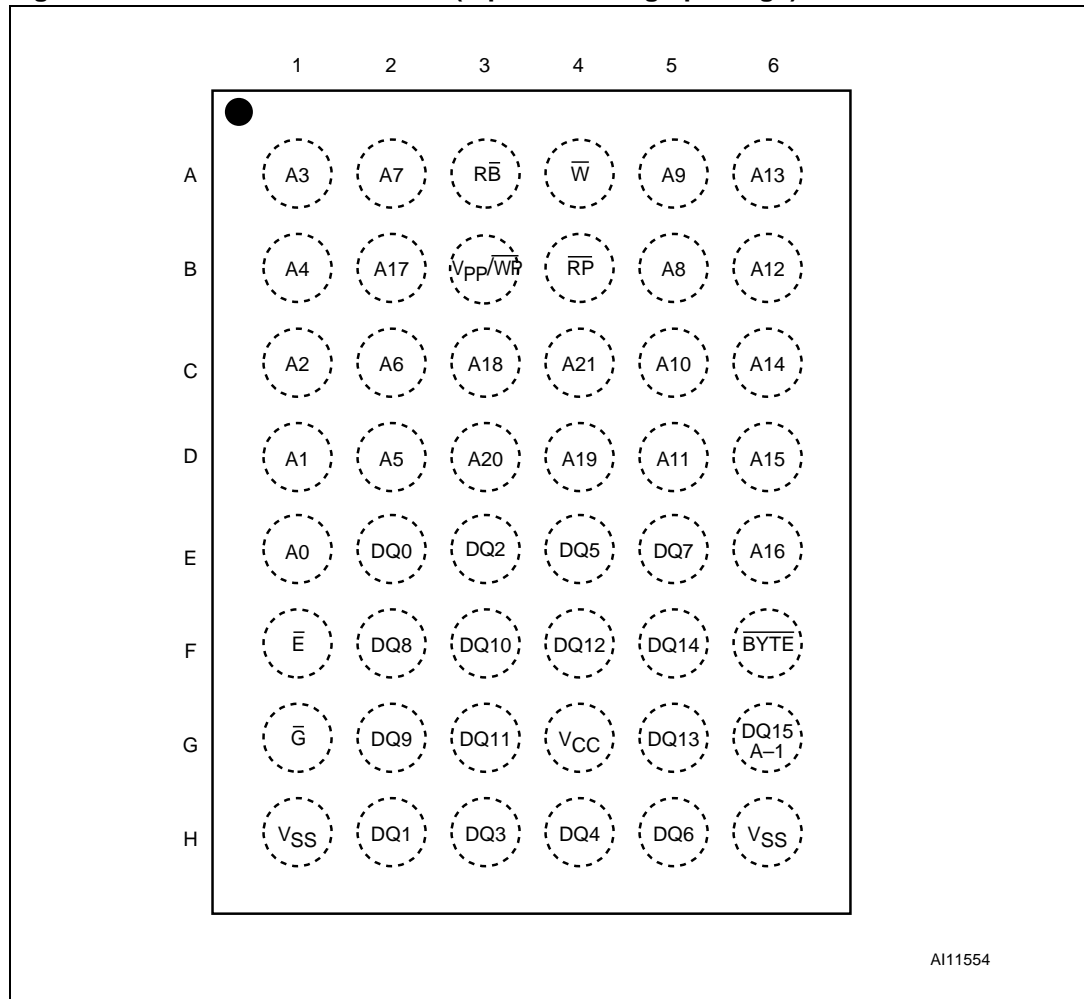 1 2 3 4 5 6
A A3 A7 RB̅ W̅ A9 A13
B A4 A17 VPP/W̅P̅ R̅P̅ A8 A12
C A2 A6 A18 A21 A10 A14
D A1 A5 A20 A19 A11 A15
E A0 DQ0 DQ2 DQ5 DQ7 A16
F E̅ DQ8 DQ10 DQ12 DQ14 B̅Y̅T̅E̅
G G̅ DQ9 DQ11 VCC DQ13 DQ15
A–1
H VSS DQ1 DQ3 DQ4 DQ6 VSS
AI11554